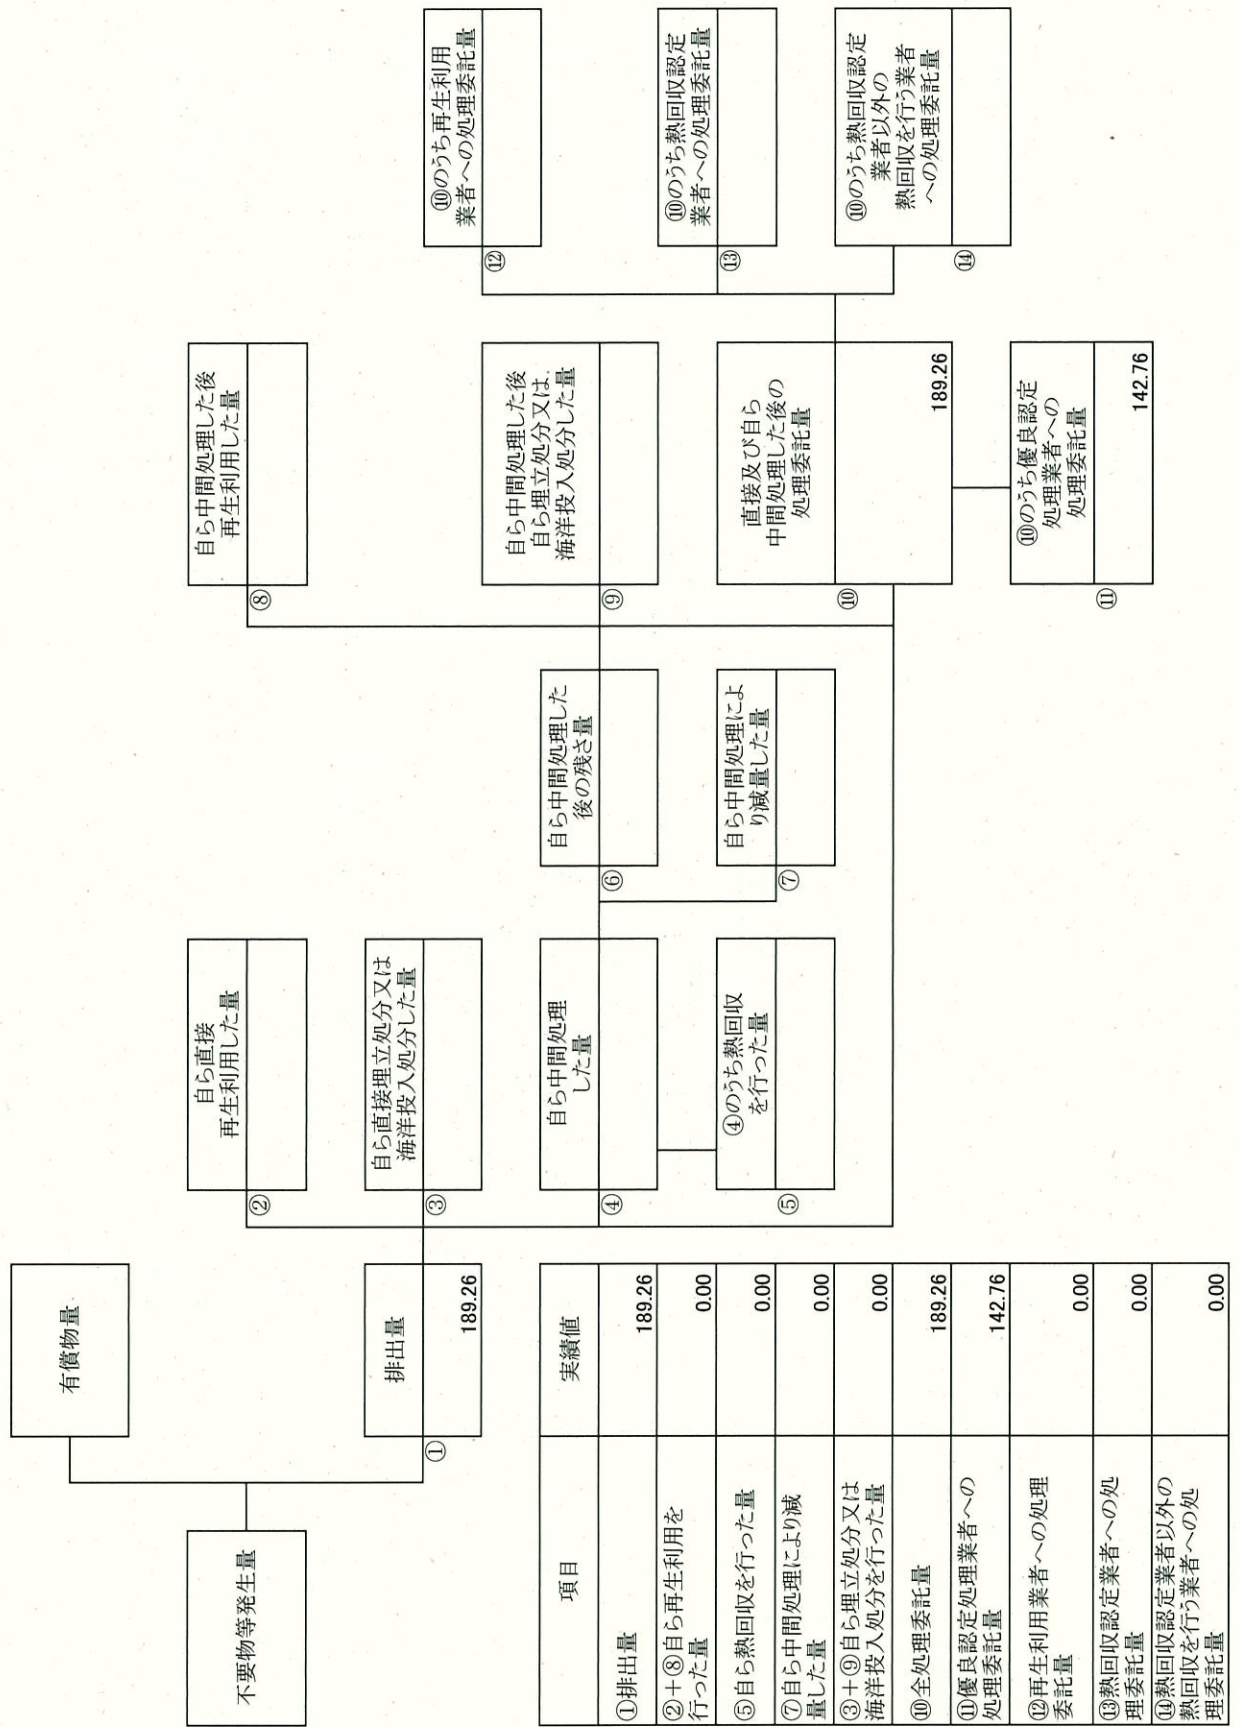 不要物等発生量
有償物量
①
排出量
189.26
②
自ら直接
再生利用した量
③
自ら直接埋立処分又は
海洋投入処分した量
④
自ら中間処理
した量
⑤
④のうち熱回収
を行った量
⑥
自ら中間処理した
後の残さ量
⑦
自ら中間処理によ
り減量した量
⑧
自ら中間処理した後
再生利用した量
⑨
自ら中間処理した後
自ら埋立処分又は
海洋投入処分した量
⑩
直接及び自ら
中間処理した後の
処理委託量
189.26
⑪
⑩のうち優良認定
処理業者への
処理委託量
142.76
⑫
⑩のうち再生利用
業者への処理委託量
⑬
⑩のうち熱回収認定
業者への処理委託量
⑭
⑩のうち熱回収認定
業者以外の
熱回収を行う業者
への処理委託量
項目 実績値
①排出量 189.26
②+⑧自ら再生利用を
行った量 0.00
⑤自ら熱回収を行った量 0.00
⑦自ら中間処理により減
量した量 0.00
③+⑨自ら埋立処分又は
海洋投入処分を行った量 0.00
⑩全処理委託量 189.26
⑪優良認定処理業者への
処理委託量 142.76
⑫再生利用業者への処理
委託量 0.00
⑬熱回収認定業者への処
理委託量 0.00
⑭熱回収認定業者以外の
熱回収を行う業者への処
理委託量 0.00